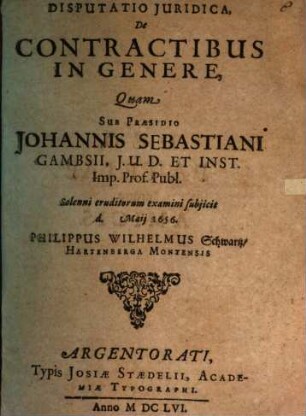 DISPUTATIO JURIDICA,
De
CONTRACTIBUS
IN GENERE,
Quam
SUB PRÆSIDIO
JOHANNIS SEBASTIANI
GAMBSII, J. U. D. ET INST.
Imp. Prof. Publ.
Solenni eruditorum examini subjicit
d. Maij 1656.
PHILIPPUS WILHELMUS Schwartz/
HARTENBERGA MONTENSIS
ARGENTORATI,
Typis JOSIÆ STÆDELII, ACADE-
MIÆ TYPOGRAPHI.
Anno M DC LVI.